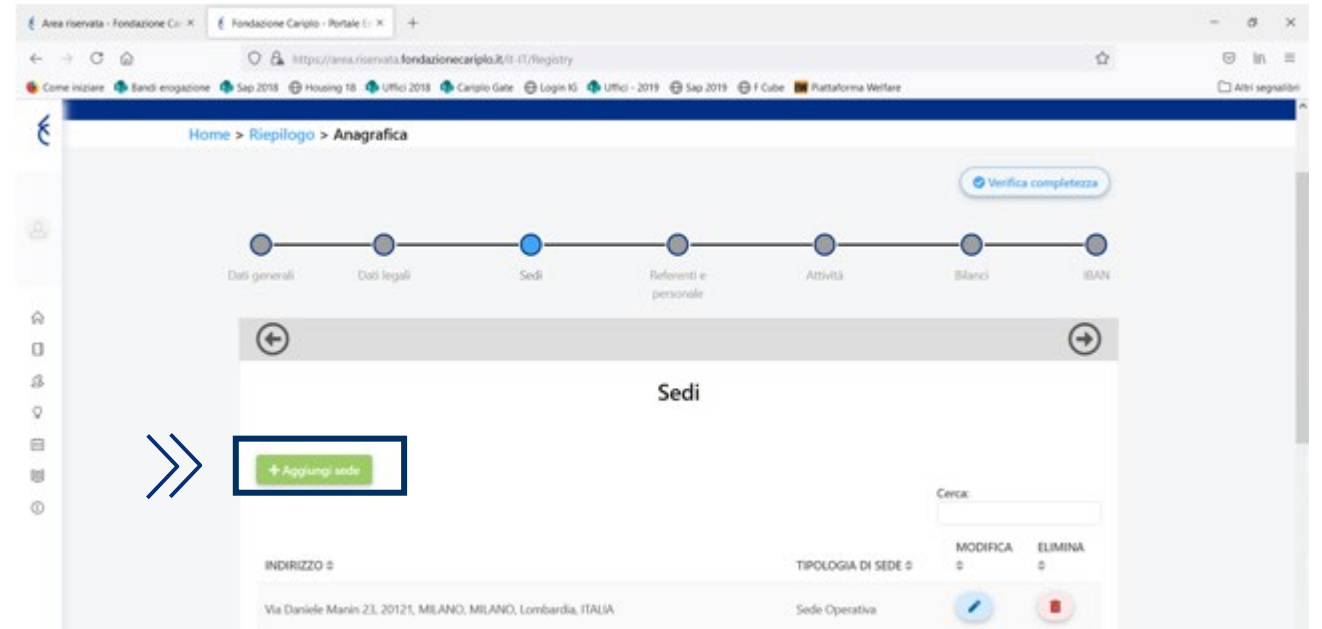 Area riservata - Fondazione Ca
Fondazione Cariplo - Portale E
https://area.riservata.fondazionecariplo.it/it-IT/Registry
Come iniziare Bandi erogazione Sap 2018 Housing 18 Uffici 2018 Cariplo Gate Login IG Uffici - 2019 Sap 2019 F Cube Piattaforma Welfare Altri segnalibri
Home > Riepilogo > Anagrafica
Verifica completezza
Dati generali Dati legali Sedi Referenti e personale Attività Bilanci IBAN
Sedi
+ Aggiungi sede
Cerca:
INDIRIZZO TIPOLOGIA DI SEDE MODIFICA ELIMINA
Via Daniele Manin 23, 20121, MILANO, MILANO, Lombardia, ITALIA Sede Operativa